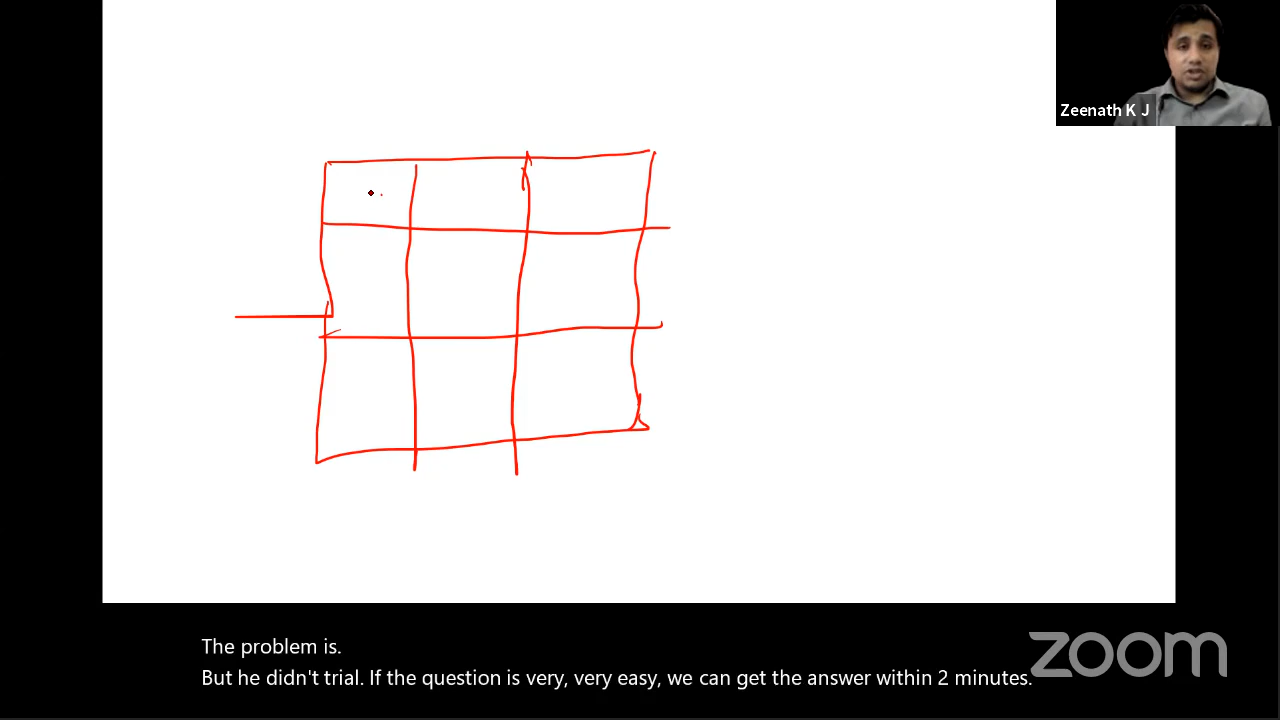 Zeenath K J
The problem is.
But he didn't trial. If the question is very, very easy, we can get the answer within 2 minutes.
zoom